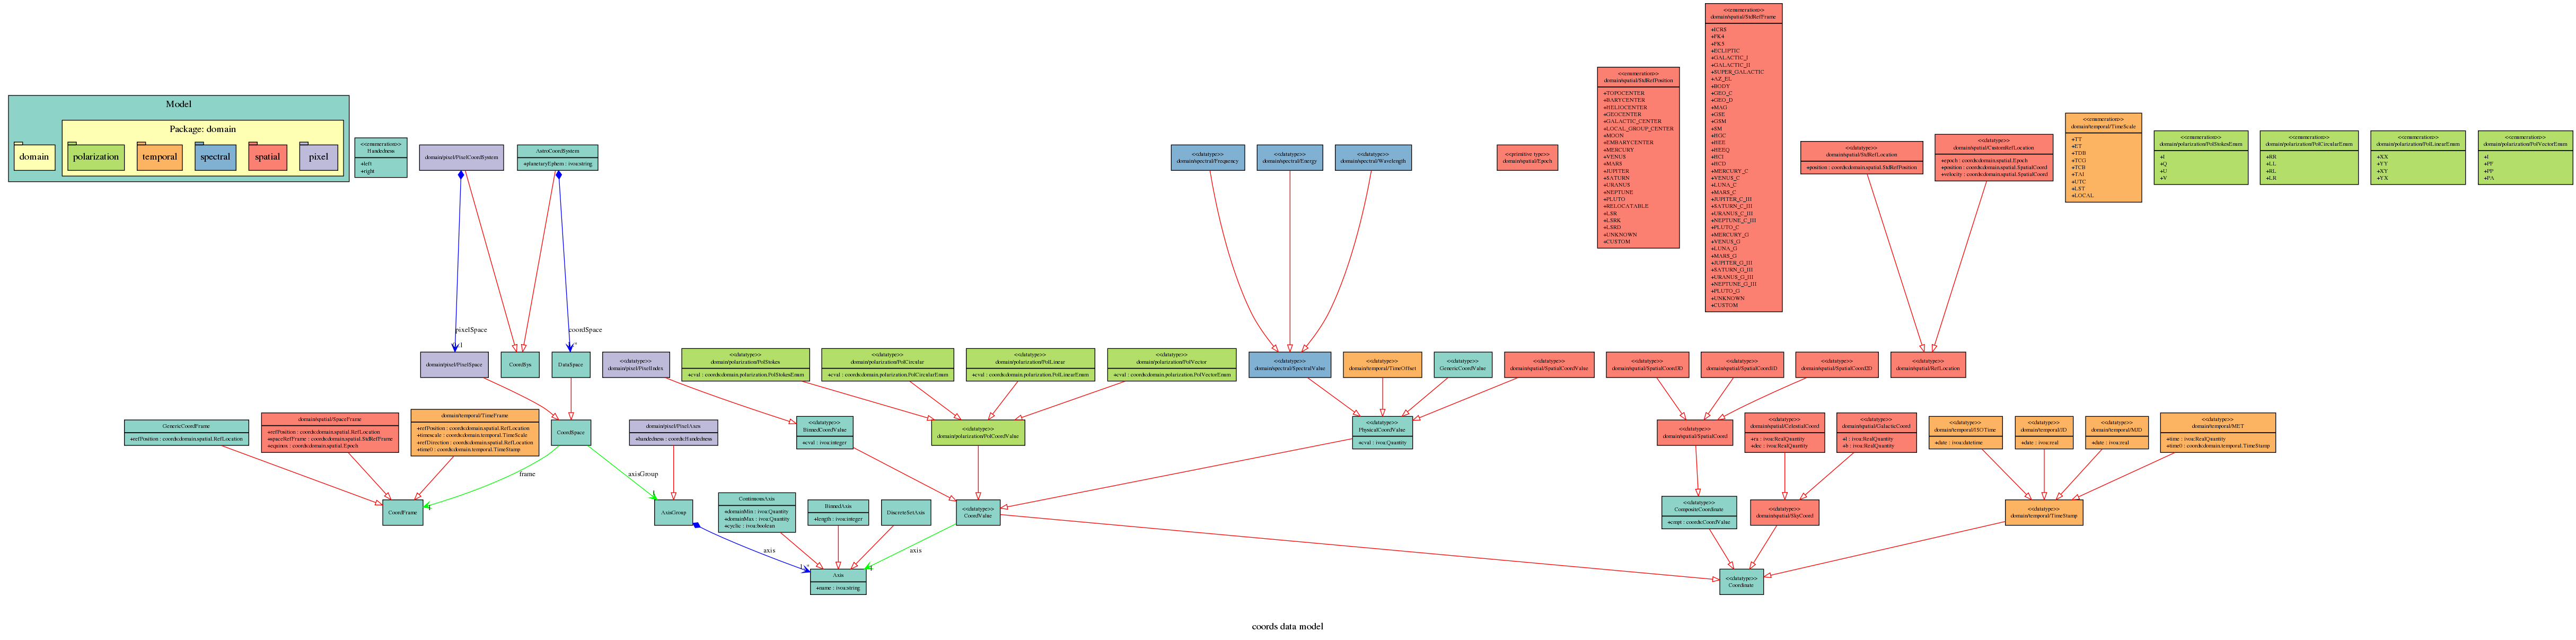 Model
Package: domain
domain
polarization
temporal
spectral
spatial
pixel
<<enumeration>>
Handedness
+left
+right
domain/pixel/PixelCoordSystem
AstroCoordSystem
+planetaryEphem : ivoa:string
<<datatype>>
domain/spectral/Frequency
<<datatype>>
domain/spectral/Energy
<<datatype>>
domain/spectral/Wavelength
<<primitive type>>
domain/spatial/Epoch
<<enumeration>>
domain/spatial/StdRefPosition
+TOPOCENTER
+BARYCENTER
+HELIOCENTER
+GEOCENTER
+GALACTIC_CENTER
+LOCAL_GROUP_CENTER
+MOON
+EMBARYCENTER
+MERCURY
+VENUS
+MARS
+JUPITER
+SATURN
+URANUS
+NEPTUNE
+PLUTO
+RELOCATABLE
+LSR
+LSRK
+LSRD
+UNKNOWN
+CUSTOM
<<enumeration>>
domain/spatial/StdRefFrame
+ICRS
+FK4
+FK5
+ECLIPTIC
+GALACTIC_I
+GALACTIC_II
+SUPER_GALACTIC
+AZ_EL
+BODY
+GEO_C
+GEO_D
+MAG
+GSE
+GSM
+SM
+HGC
+HEE
+HEEQ
+HCI
+HCD
+MERCURY_C
+VENUS_C
+LUNA_C
+MARS_C
+JUPITER_C_III
+SATURN_C_III
+URANUS_C_III
+NEPTUNE_C_III
+PLUTO_C
+MERCURY_G
+VENUS_G
+LUNA_G
+MARS_G
+JUPITER_G_III
+SATURN_G_III
+URANUS_G_III
+NEPTUNE_G_III
+PLUTO_G
+UNKNOWN
+CUSTOM
<<datatype>>
domain/spatial/StdRefLocation
+position : coords:domain.spatial.StdRefPosition
<<datatype>>
domain/spatial/CustomRefLocation
+epoch : coords:domain.spatial.Epoch
+position : coords:domain.spatial.SpatialCoord
+velocity : coords:domain.spatial.SpatialCoord
<<enumeration>>
domain/temporal/TimeScale
+TT
+ET
+TDB
+TCG
+TCB
+TAI
+UTC
+LST
+LOCAL
<<enumeration>>
domain/polarization/PolStokesEnum
+I
+Q
+U
+V
<<enumeration>>
domain/polarization/PolCircularEnum
+RR
+LL
+RL
+LR
<<enumeration>>
domain/polarization/PolLinearEnum
+XX
+YY
+XY
+YX
<<enumeration>>
domain/polarization/PolVectorEnum
+I
+PF
+PP
+PA
pixelSpace
1
coordSpace
domain/pixel/PixelSpace
CoordSys
DataSpace
<<datatype>>
domain/pixel/PixelIndex
<<datatype>>
domain/polarization/PolStokes
+cval : coords:domain.polarization.PolStokesEnum
<<datatype>>
domain/polarization/PolCircular
+cval : coords:domain.polarization.PolCircularEnum
<<datatype>>
domain/polarization/PolLinear
+cval : coords:domain.polarization.PolLinearEnum
<<datatype>>
domain/polarization/PolVector
+cval : coords:domain.polarization.PolVectorEnum
<<datatype>>
domain/spectral/SpectralValue
<<datatype>>
domain/temporal/TimeOffset
<<datatype>>
GenericCoordValue
<<datatype>>
domain/spatial/SpatialCoordValue
<<datatype>>
domain/spatial/SpatialCoord3D
<<datatype>>
domain/spatial/SpatialCoord1D
<<datatype>>
domain/spatial/SpatialCoord2D
<<datatype>>
domain/spatial/RefLocation
GenericCoordFrame
+refPosition : coords:domain.spatial.RefLocation
domain/spatial/SpaceFrame
+refPosition : coords:domain.spatial.RefLocation
+spaceRefFrame : coords:domain.spatial.StdRefFrame
+equinox : coords:domain.spatial.Epoch
domain/temporal/TimeFrame
+refPosition : coords:domain.spatial.RefLocation
+timescale : coords:domain.temporal.TimeScale
+refDirection : coords:domain.spatial.RefLocation
+time0 : coords:domain.temporal.TimeStamp
CoordSpace
domain/pixel/PixelAxes
+handedness : coords:Handedness
<<datatype>>
BinnedCoordValue
+cval : ivoa:integer
<<datatype>>
domain/polarization/PolCoordValue
<<datatype>>
PhysicalCoordValue
+cval : ivoa:Quantity
<<datatype>>
domain/spatial/SpatialCoord
<<datatype>>
domain/spatial/CelestialCoord
+ra : ivoa:RealQuantity
+dec : ivoa:RealQuantity
<<datatype>>
domain/spatial/GalacticCoord
+l : ivoa:RealQuantity
+b : ivoa:RealQuantity
<<datatype>>
domain/temporal/ISOTime
+date : ivoa:datetime
<<datatype>>
domain/temporal/JD
+date : ivoa:real
<<datatype>>
domain/temporal/MJD
+date : ivoa:real
<<datatype>>
domain/temporal/MET
+time : ivoa:RealQuantity
+time0 : coords:domain.temporal.TimeStamp
frame
axisGroup
CoordFrame
AxisGroup
ContinuousAxis
+domainMin : ivoa:Quantity
+domainMax : ivoa:Quantity
+cyclic : ivoa:boolean
BinnedAxis
+length : ivoa:integer
DiscreteSetAxis
<<datatype>>
CoordValue
<<datatype>>
CompositeCoordinate
+cmpt : coords:CoordValue
<<datatype>>
domain/spatial/SkyCoord
<<datatype>>
domain/temporal/TimeStamp
axis
axis
Axis
+name : ivoa:string
<<datatype>>
Coordinate
coords data model